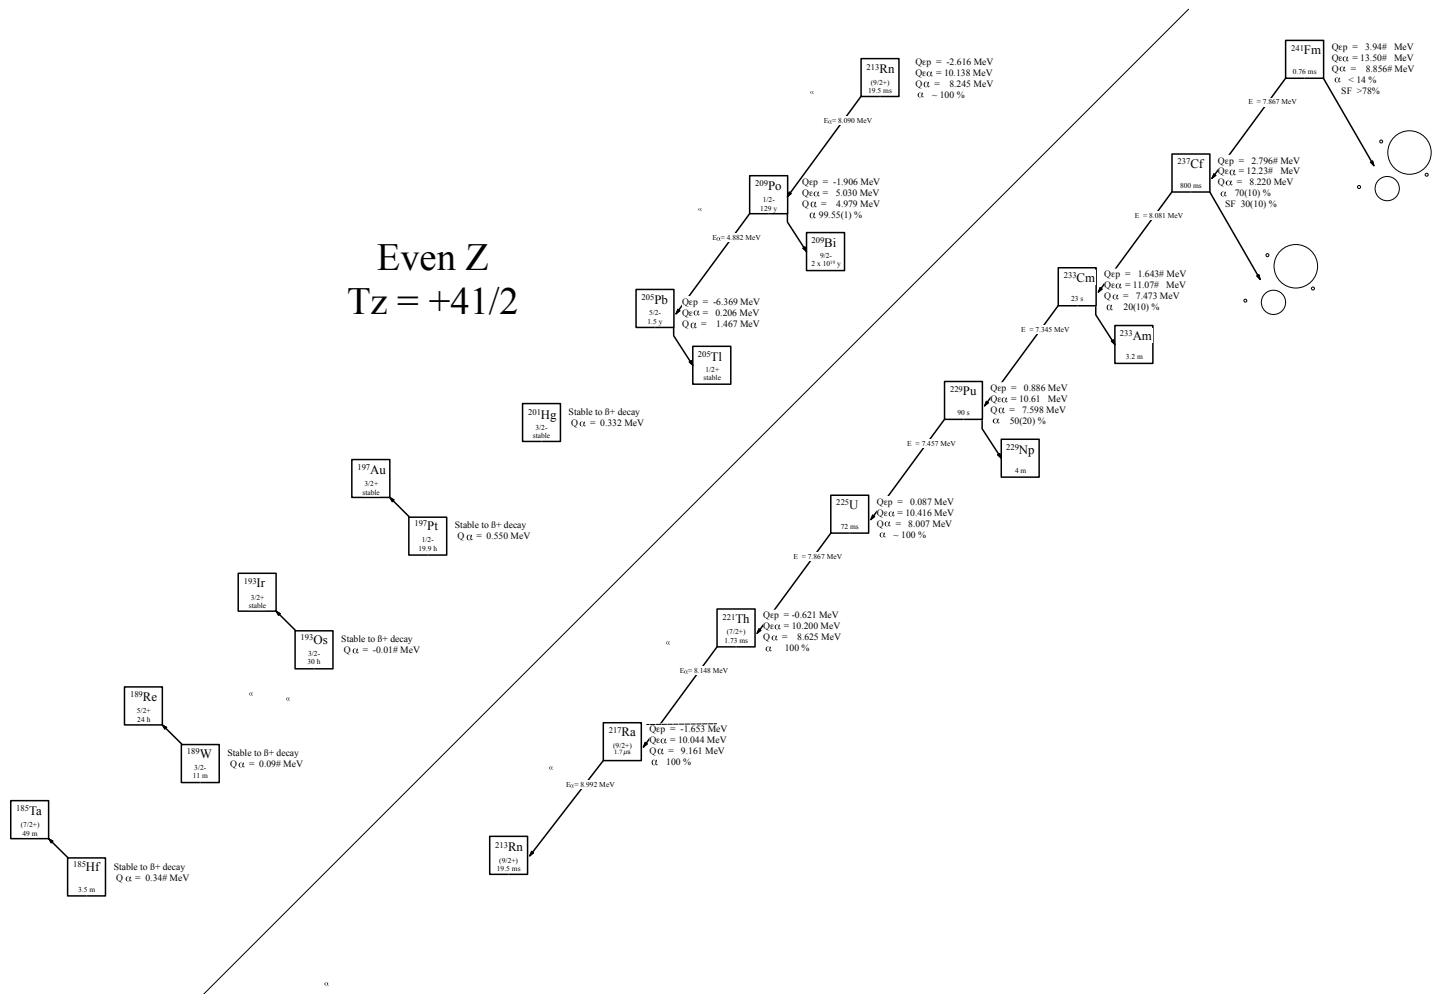 Even Z
Tz = +41/2
213Rn
(9/2+)
19.5 ms
Qεp = -2.616 MeV
Qεα = 10.138 MeV
Qα = 8.245 MeV
α ~ 100 %
α
Eα= 8.090 MeV
209Po
1/2-
129 y
Qεp = -1.906 MeV
Qεα = 5.030 MeV
Qα = 4.979 MeV
α 99.55(1) %
α
Eα= 4.882 MeV
209Bi
9/2-
2 x 10¹⁹ y
205Pb
5/2-
1.5 y
Qεp = -6.369 MeV
Qεα = 0.206 MeV
Qα = 1.467 MeV
205Tl
1/2+
stable
201Hg
3/2-
stable
Stable to ß+ decay
Qα = 0.332 MeV
197Au
3/2+
stable
197Pt
1/2-
19.9 h
Stable to ß+ decay
Qα = 0.550 MeV
193Ir
3/2+
stable
193Os
3/2-
30 h
Stable to ß+ decay
Qα = -0.01# MeV
α
α
189Re
5/2+
24 h
189W
3/2-
11 m
Stable to ß+ decay
Qα = 0.09# MeV
185Ta
(7/2+)
49 m
185Hf
3.5 m
Stable to ß+ decay
Qα = 0.34# MeV
α
241Fm
0.76 ms
Qεp = 3.94# MeV
Qεα = 13.50# MeV
Qα = 8.856# MeV
α < 14 %
SF >78%
E = 7.867 MeV
237Cf
800 ms
Qεp = 2.796# MeV
Qεα = 12.23# MeV
Qα = 8.220 MeV
α 70(10) %
SF 30(10) %
E = 8.081 MeV
233Cm
23 s
Qεp = 1.643# MeV
Qεα = 11.07# MeV
Qα = 7.473 MeV
α 20(10) %
233Am
3.2 m
E = 7.345 MeV
229Pu
90 s
Qεp = 0.886 MeV
Qεα = 10.61 MeV
Qα = 7.598 MeV
α 50(20) %
229Np
4 m
E = 7.457 MeV
225U
72 ms
Qεp = 0.087 MeV
Qεα = 10.416 MeV
Qα = 8.007 MeV
α ~ 100 %
E = 7.867 MeV
221Th
(7/2+)
1.73 ms
Qεp = -0.621 MeV
Qεα = 10.200 MeV
Qα = 8.625 MeV
α 100 %
α
Eα= 8.148 MeV
217Ra
(9/2+)
1.7 µs
Qεp = -1.653 MeV
Qεα = 10.044 MeV
Qα = 9.161 MeV
α 100 %
α
Eα= 8.992 MeV
213Rn
(9/2+)
19.5 ms